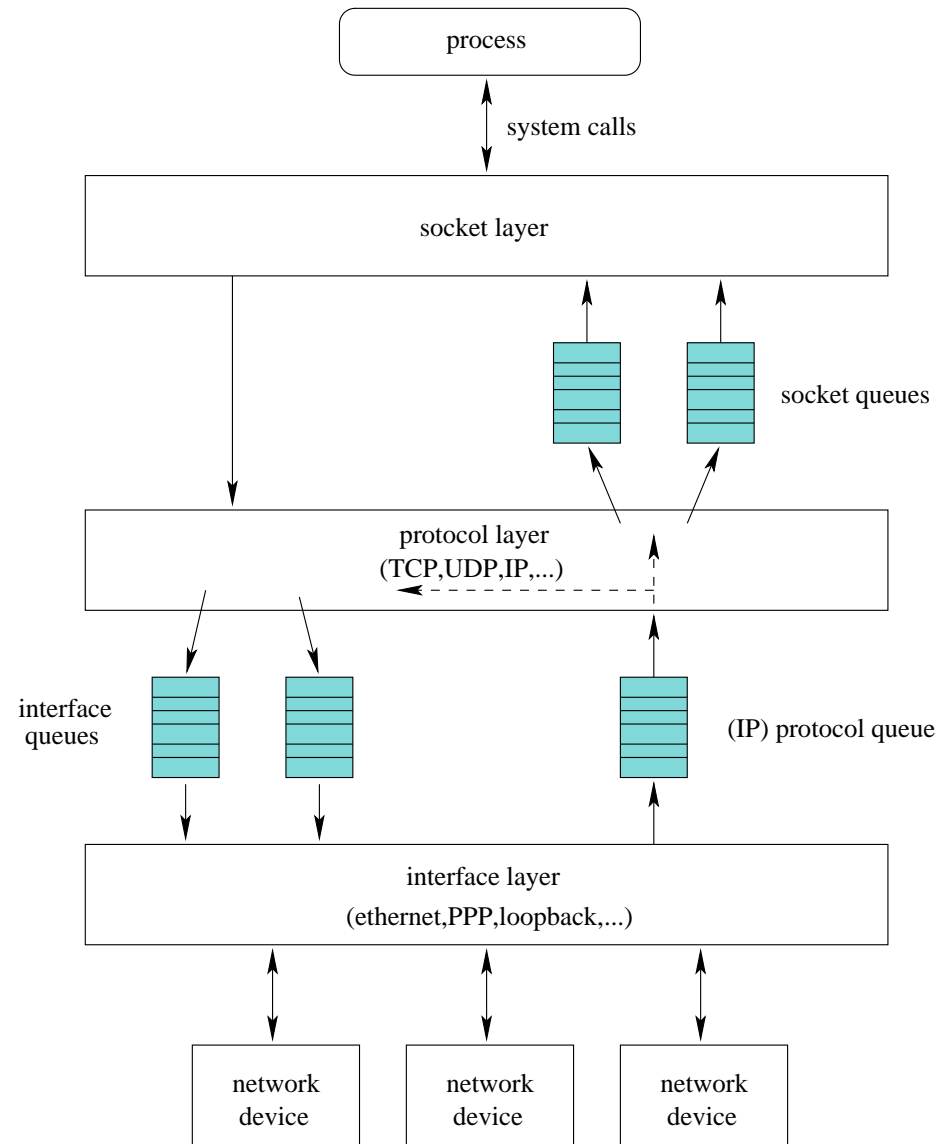 process
system calls
socket layer
socket queues
protocol layer
(TCP,UDP,IP,...)
interface
queues
(IP) protocol queue
interface layer
(ethernet,PPP,loopback,...)
network
device
network
device
network
device